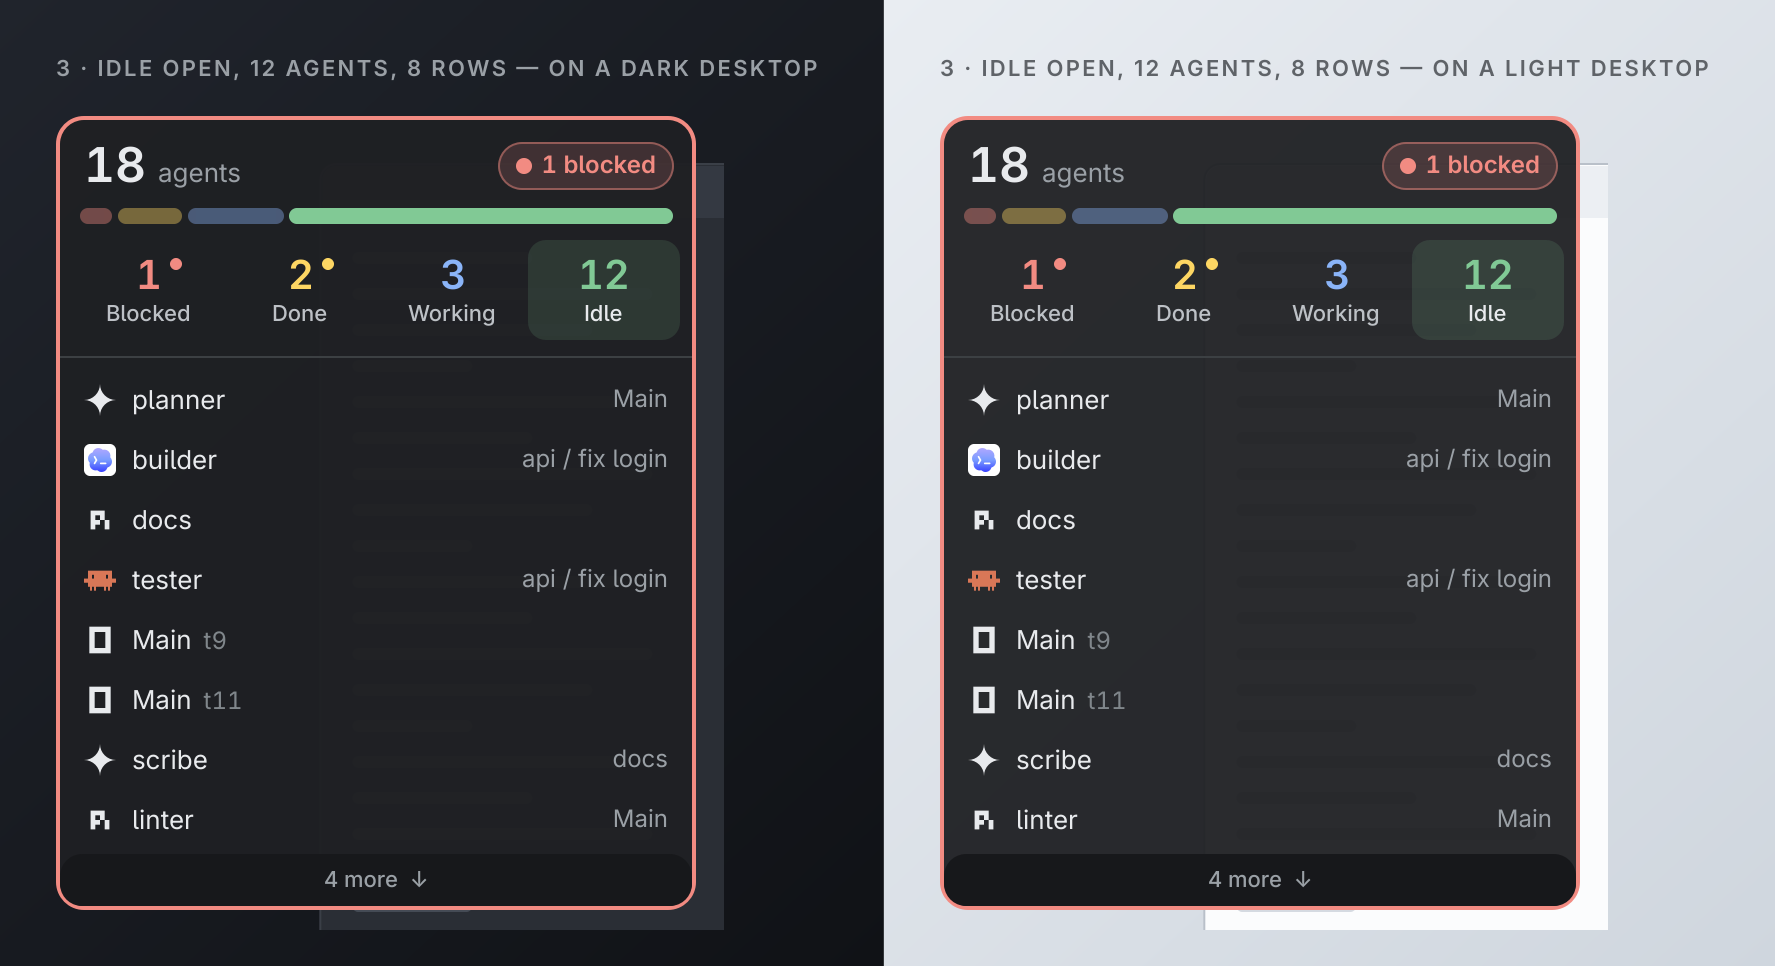 3 · IDLE OPEN, 12 AGENTS, 8 ROWS — ON A DARK DESKTOP
18 agents
1 blocked
1
2
3
12
Blocked
Done
Working
Idle
planner
Main
builder
api / fix login
docs
tester
api / fix login
Main t9
Main t11
scribe
docs
linter
Main
4 more ↓
3 · IDLE OPEN, 12 AGENTS, 8 ROWS — ON A LIGHT DESKTOP
18 agents
1 blocked
1
2
3
12
Blocked
Done
Working
Idle
planner
Main
builder
api / fix login
docs
tester
api / fix login
Main t9
Main t11
scribe
docs
linter
Main
4 more ↓